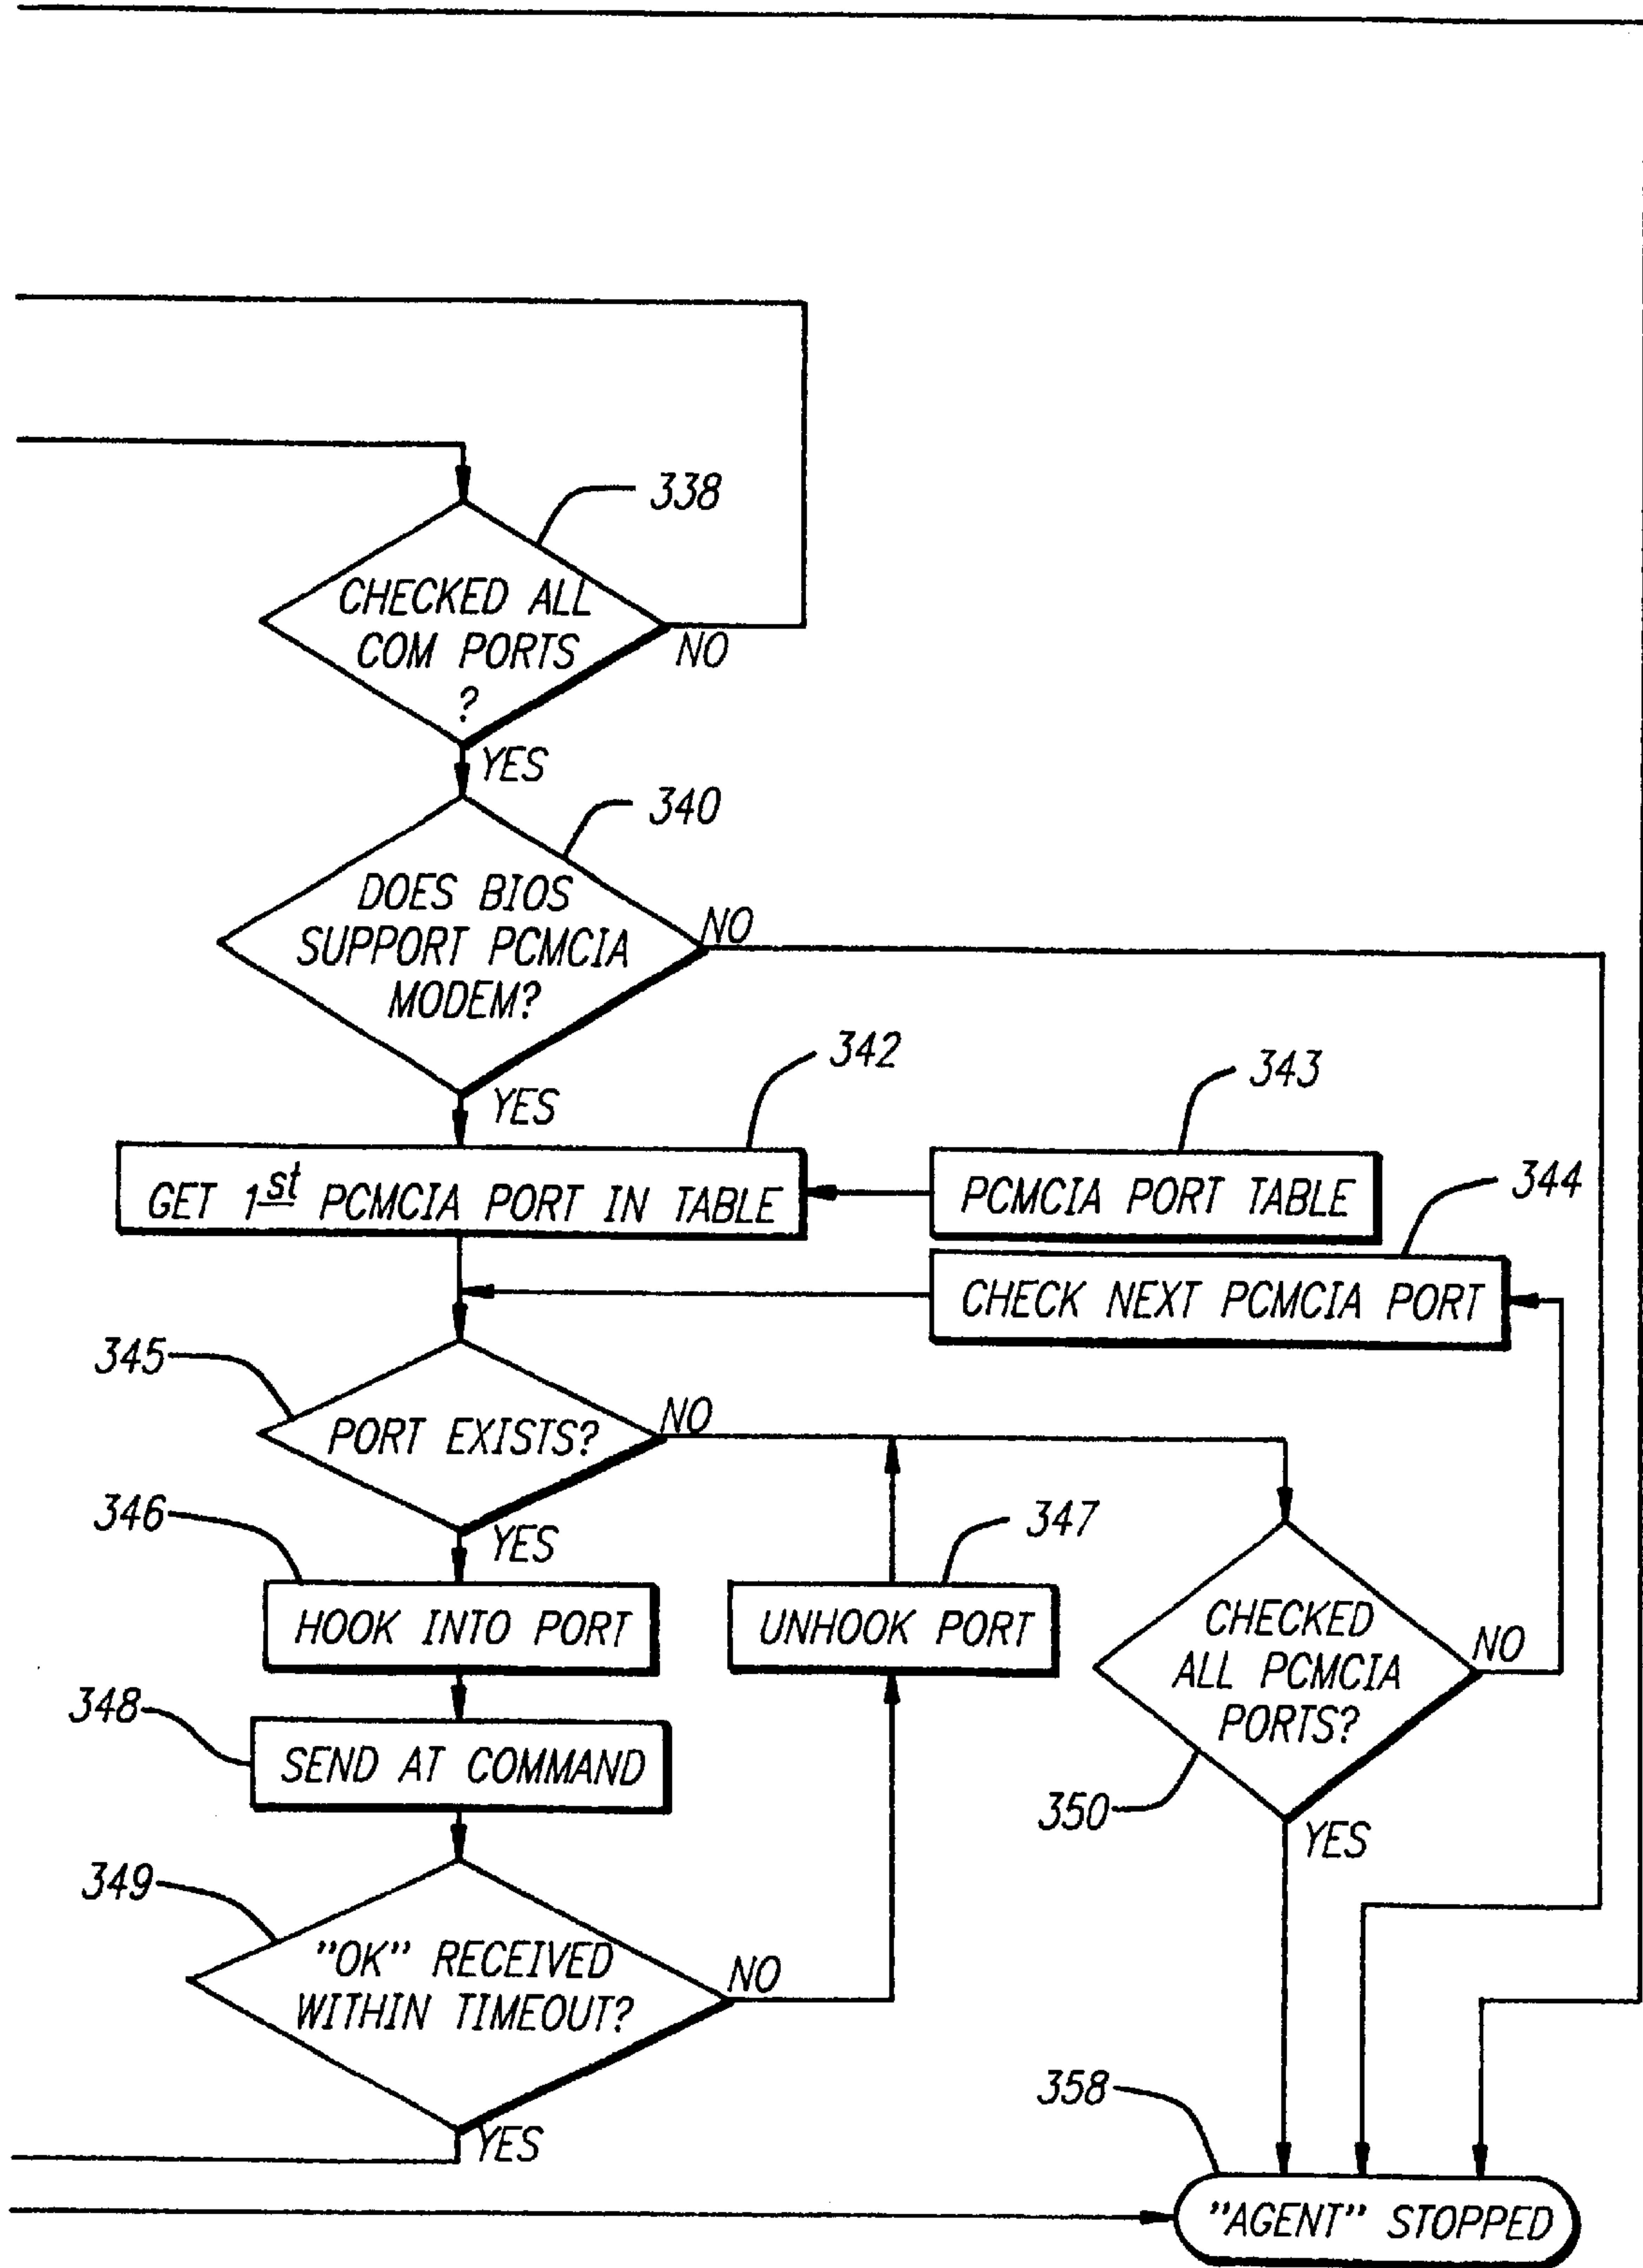 338
CHECKED ALL
COM PORTS
?
NO
YES
340
DOES BIOS
SUPPORT PCMCIA
MODEM?
NO
YES
342
343
GET 1st PCMCIA PORT IN TABLE
PCMCIA PORT TABLE
344
CHECK NEXT PCMCIA PORT
345
PORT EXISTS?
NO
YES
346
347
HOOK INTO PORT
UNHOOK PORT
CHECKED
ALL PCMCIA
PORTS?
NO
348
SEND AT COMMAND
350
YES
349
"OK" RECEIVED
WITHIN TIMEOUT?
NO
YES
358
"AGENT" STOPPED